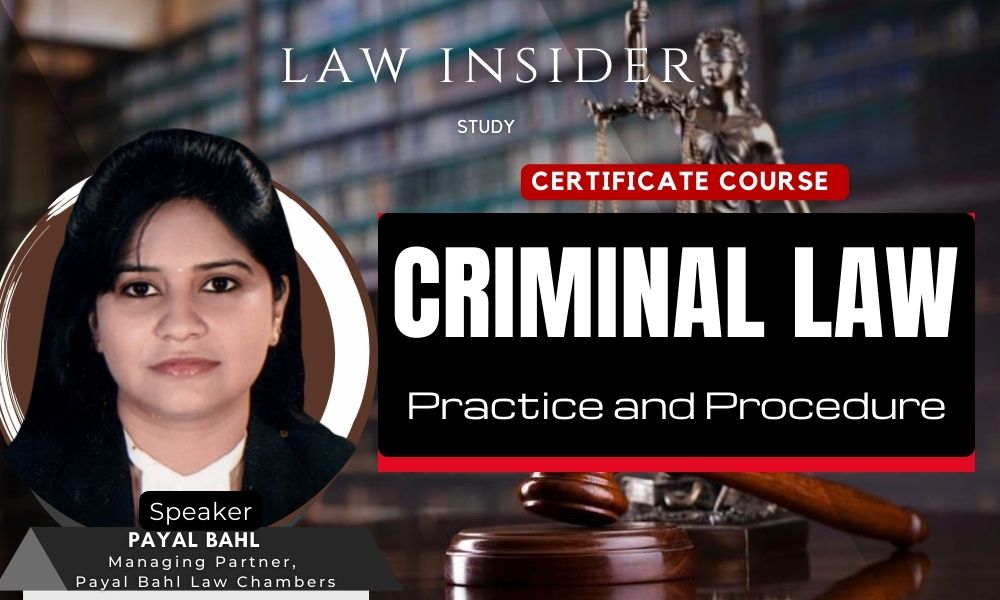 LAW INSIDER
STUDY
CERTIFICATE COURSE
CRIMINAL LAW
Practice and Procedure
Speaker
PAYAL BAHL
Managing Partner,
Payal Bahl Law Chambers